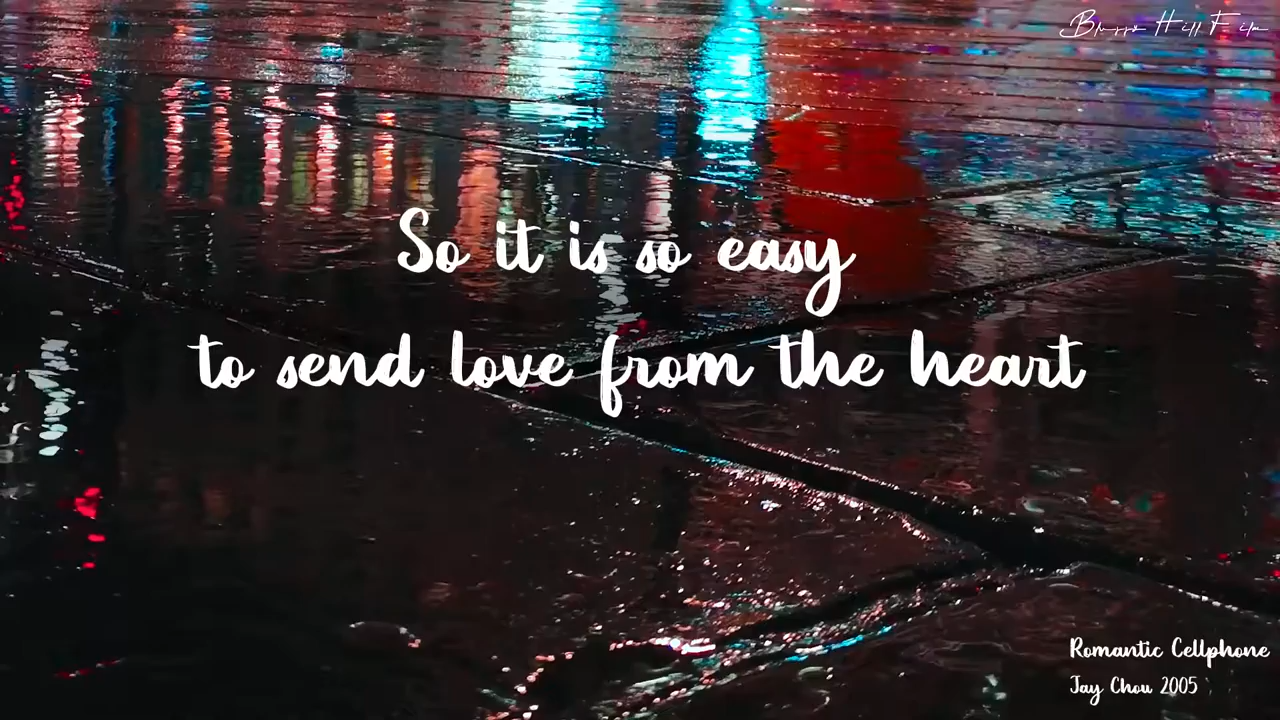 So it is so easy
to send love from the heart
Romantic Cellphone
Jay Chou 2005